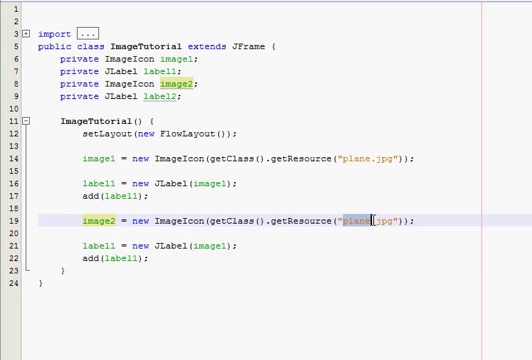 1
2
3 import ...
5 public class ImageTutorial extends JFrame {
6 private ImageIcon image1;
7 private JLabel label1;
8 private ImageIcon image2;
9 private JLabel label2;
10
11 ImageTutorial() {
12 setLayout(new FlowLayout());
13
14 image1 = new ImageIcon(getClass().getResource("plane.jpg"));
15
16 label1 = new JLabel(image1);
17 add(label1);
18
19 image2 = new ImageIcon(getClass().getResource("plane.jpg"));
20
21 label1 = new JLabel(image1);
22 add(label1);
23 }
24 }